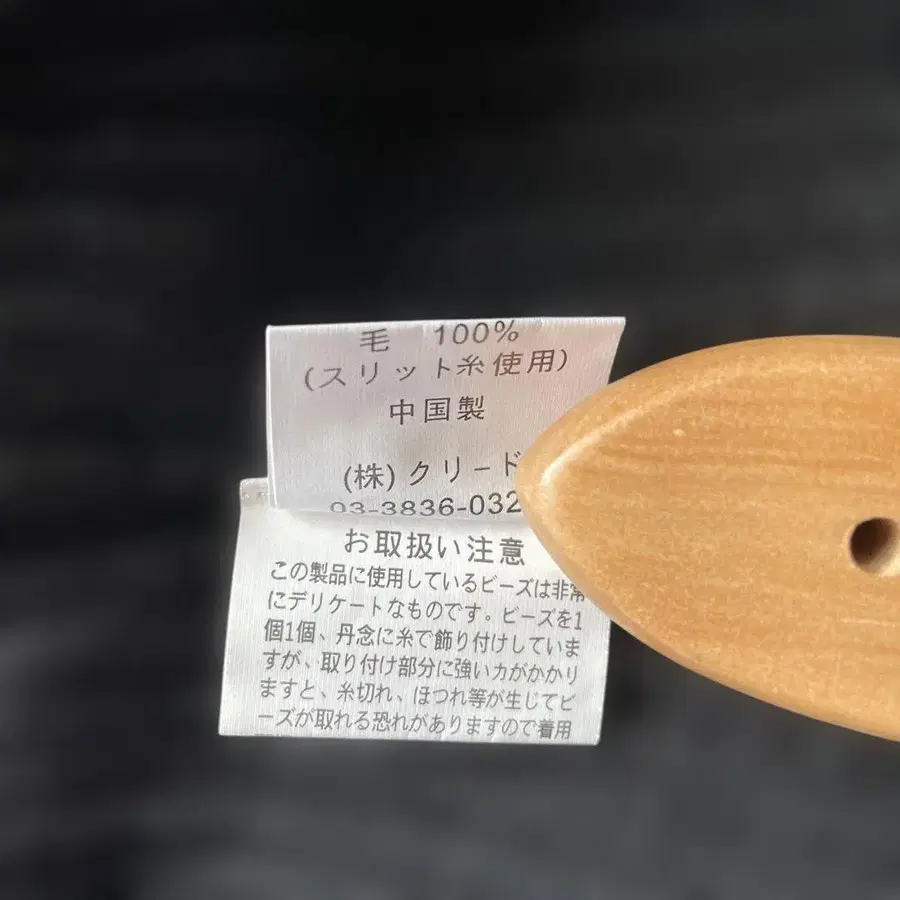 毛 100%
(スリット糸使用)
中国製
(株)クリード
03-3836-032
お取扱い注意
この製品に使用しているビーズは非常
にデリケートなものです。ビーズを1
個1個、丹念に糸で飾り付けしていま
すが、取り付け部分に強い力がかかり
ますと、糸切れ、ほつれ等が生じてビ
ーズが取れる恐れがありますので着用